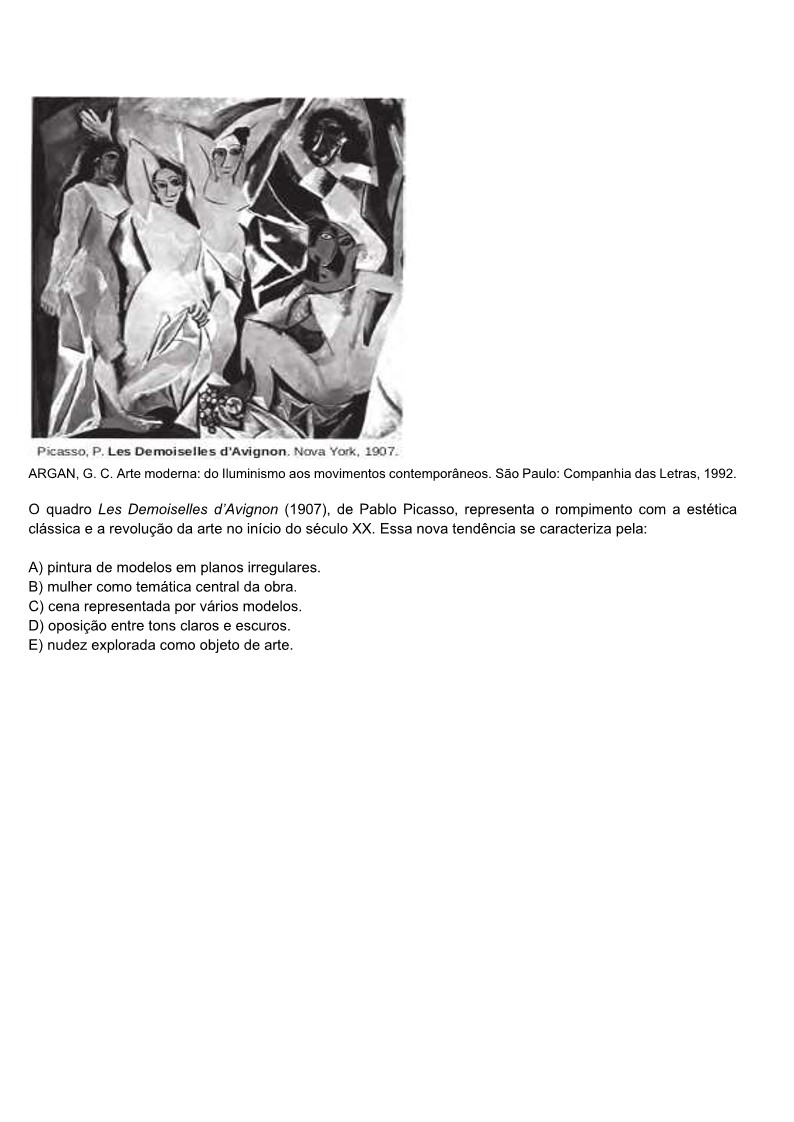 Picasso, P. Les Demoiselles d'Avignon. Nova York, 1907.
ARGAN, G. C. Arte moderna: do Iluminismo aos movimentos contemporâneos. São Paulo: Companhia das Letras, 1992.
O quadro Les Demoiselles d’Avignon (1907), de Pablo Picasso, representa o rompimento com a estética
clássica e a revolução da arte no início do século XX. Essa nova tendência se caracteriza pela:
A) pintura de modelos em planos irregulares.
B) mulher como temática central da obra.
C) cena representada por vários modelos.
D) oposição entre tons claros e escuros.
E) nudez explorada como objeto de arte.